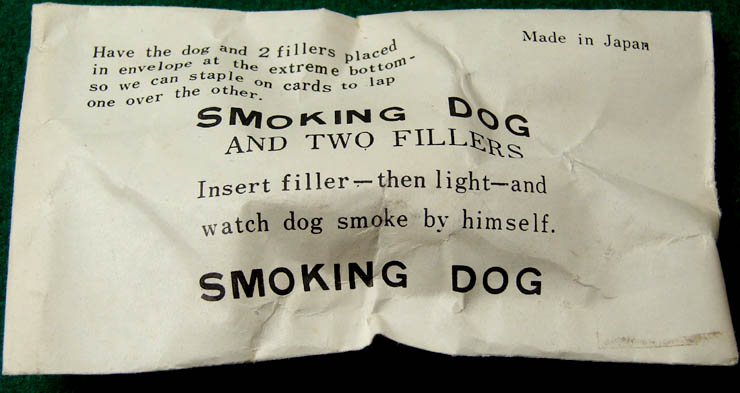 Have the dog and 2 fillers placed
in envelope at the extreme bottom-
so we can staple on cards to lap
one over the other.
Made in Japan
SMOKING DOG
AND TWO FILLERS
Insert filler—then light—and
watch dog smoke by himself.
SMOKING DOG